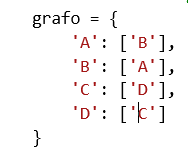 grafo = {
    'A': ['B'],
    'B': ['A'],
    'C': ['D'],
    'D': ['C']
}